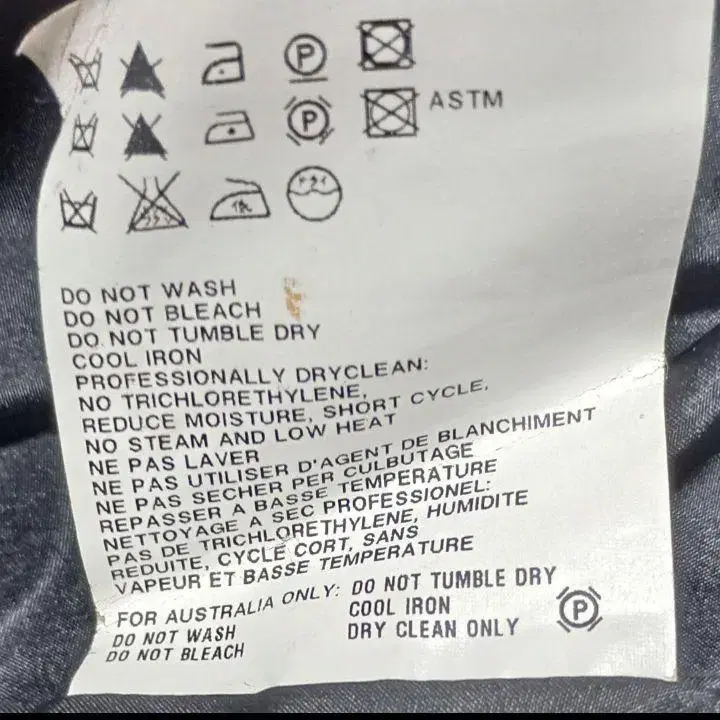 P
P ASTM
DO NOT WASH
DO NOT BLEACH
DO NOT TUMBLE DRY
COOL IRON
PROFESSIONALLY DRYCLEAN:
NO TRICHLORETHYLENE,
REDUCE MOISTURE, SHORT CYCLE,
NO STEAM AND LOW HEAT
NE PAS LAVER
NE PAS UTILISER D'AGENT DE BLANCHIMENT
NE PAS SECHER PER CULBUTAGE
REPASSER A BASSE TEMPERATURE
NETTOYAGE A SEC PROFESSIONEL:
PAS DE TRICHLORETHYLENE, HUMIDITE
REDUITE, CYCLE CORT, SANS
VAPEUR ET BASSE TEMPERATURE
FOR AUSTRALIA ONLY:
DO NOT WASH
DO NOT BLEACH
DO NOT TUMBLE DRY
COOL IRON
DRY CLEAN ONLY
P